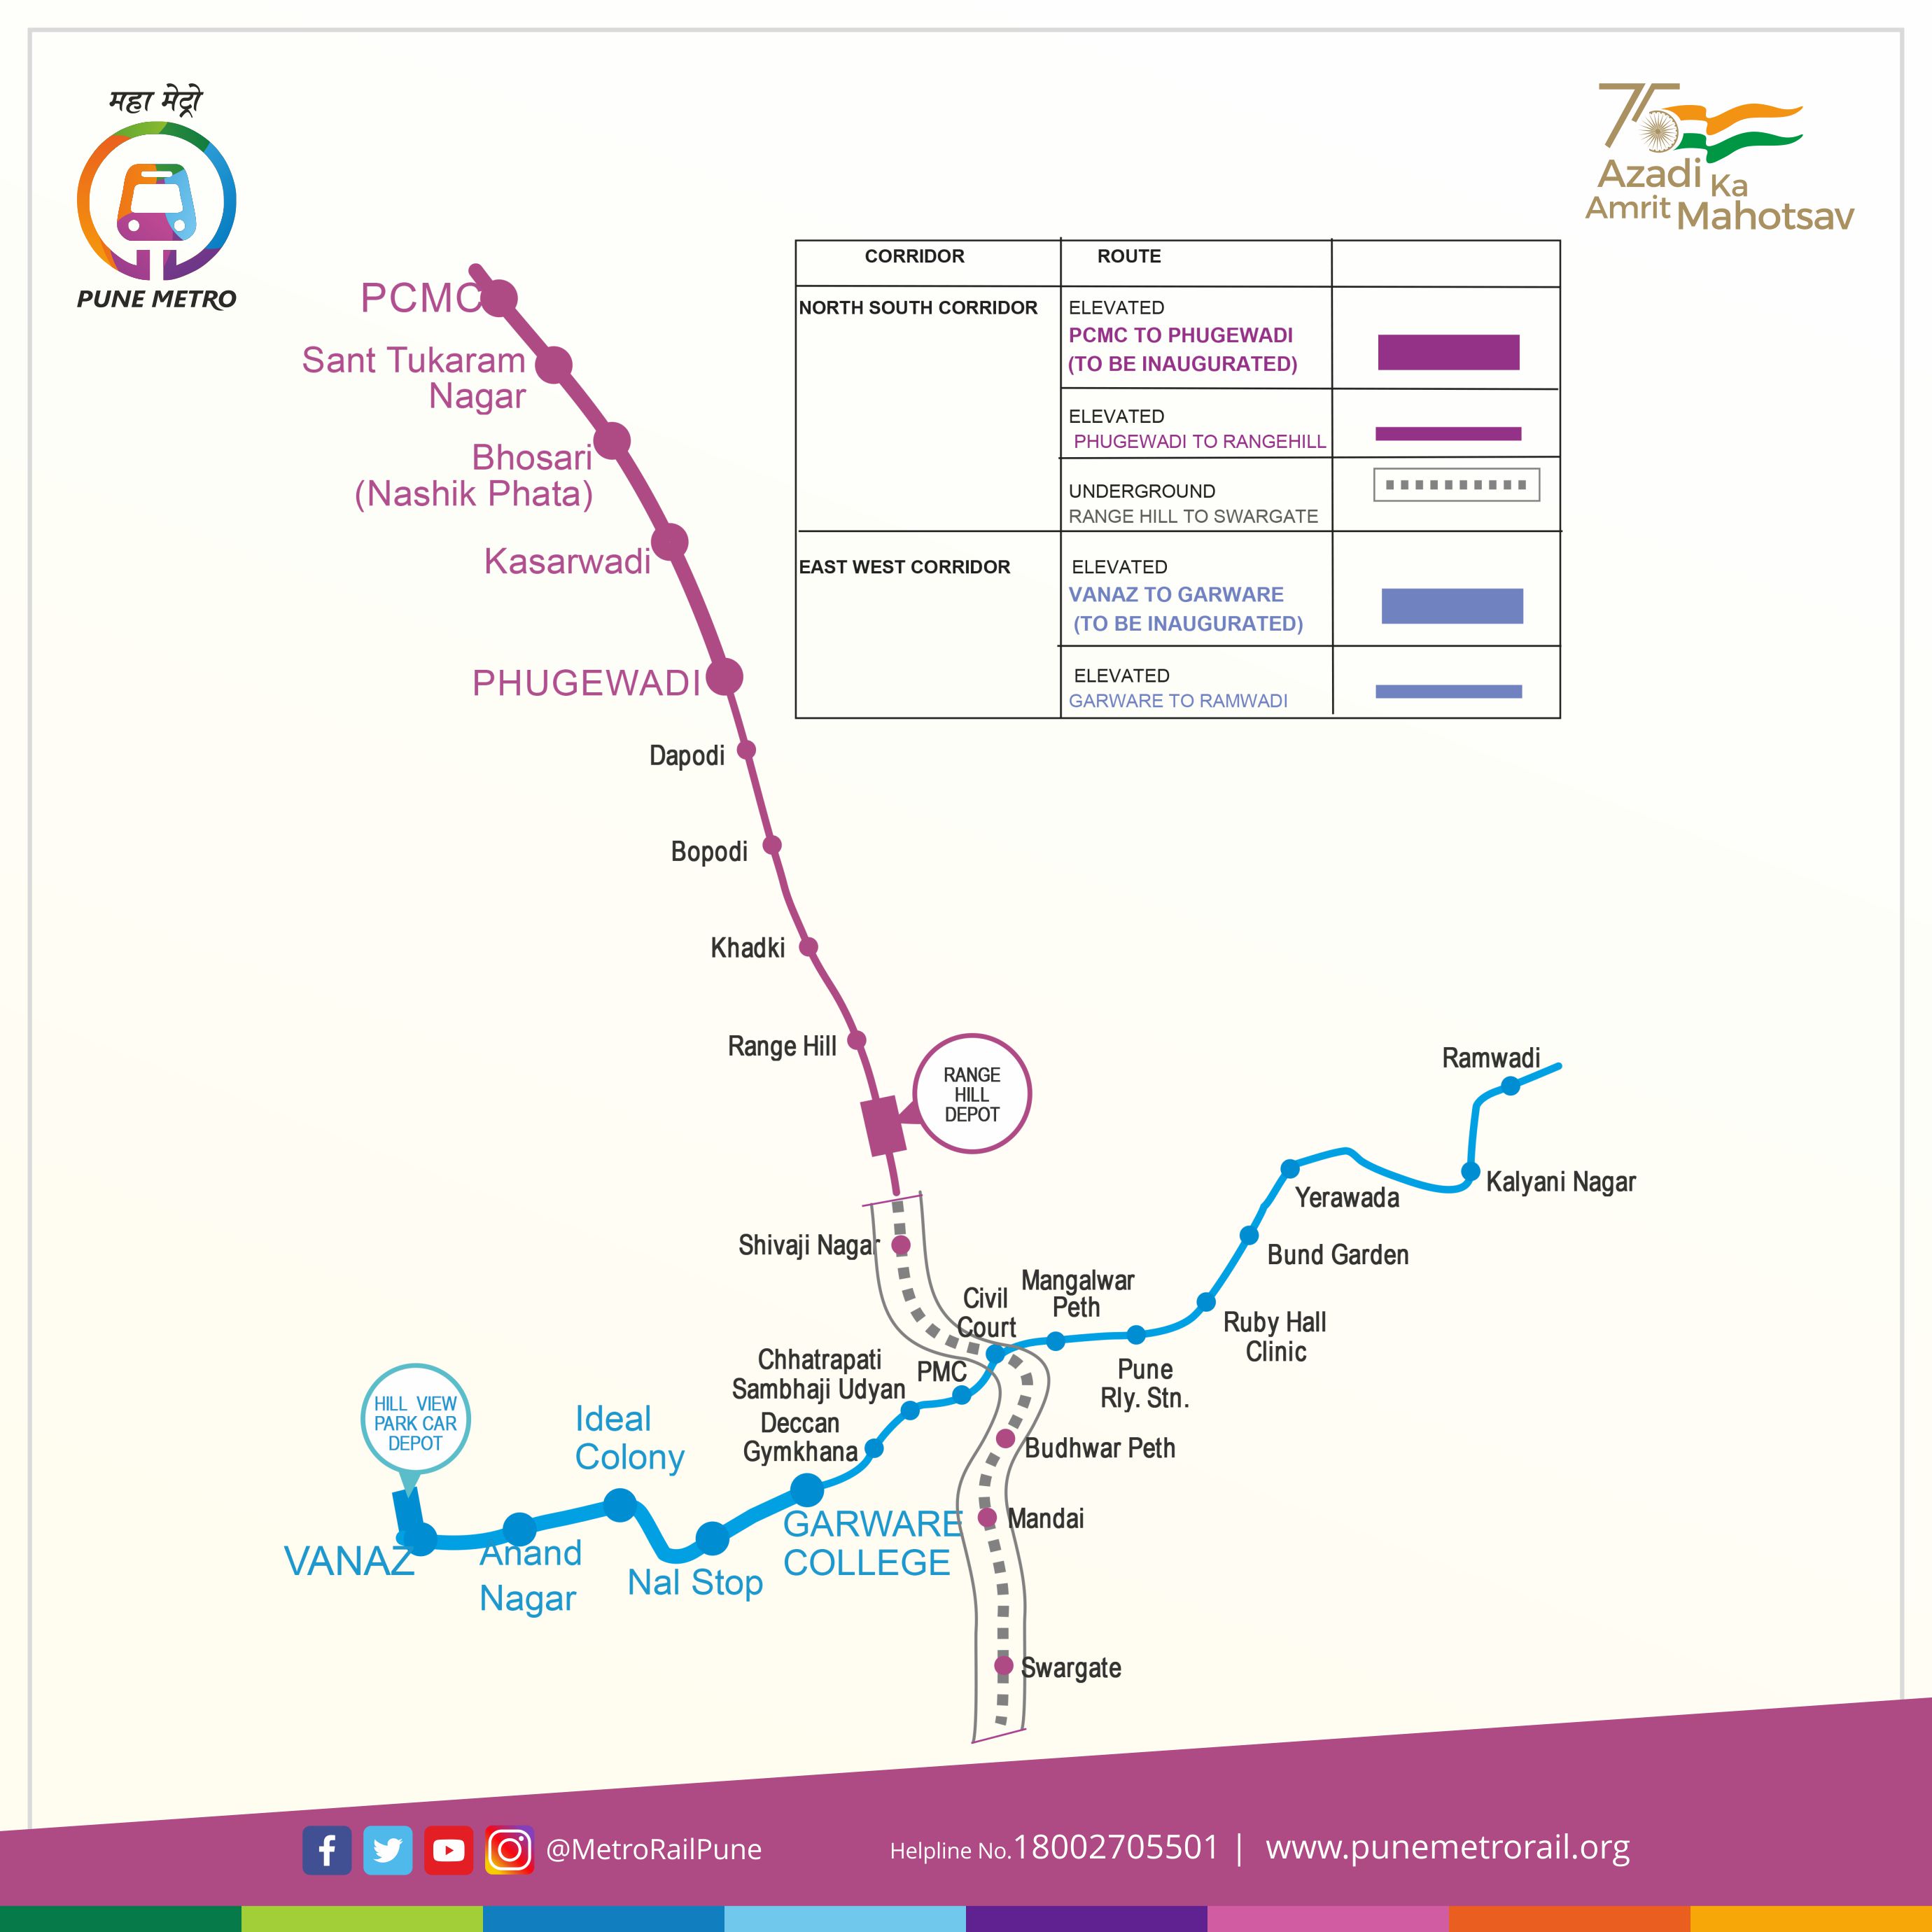 महा मेट्रो
PUNE METRO
75
Azadi Ka
Amrit Mahotsav
CORRIDOR ROUTE
NORTH SOUTH CORRIDOR
ELEVATED
PCMC TO PHUGEWADI
(TO BE INAUGURATED)
ELEVATED
PHUGEWADI TO RANGEHILL
UNDERGROUND
RANGE HILL TO SWARGATE
EAST WEST CORRIDOR
ELEVATED
VANAZ TO GARWARE
(TO BE INAUGURATED)
ELEVATED
GARWARE TO RAMWADI
PCMC
Sant Tukaram
Nagar
Bhosari
(Nashik Phata)
Kasarwadi
PHUGEWADI
Dapodi
Bopodi
Khadki
Range Hill
RANGE
HILL
DEPOT
Shivaji Nagar
Civil
Court
Budhwar Peth
Mandai
Swargate
HILL VIEW
PARK CAR
DEPOT
VANAZ
Anand
Nagar
Ideal
Colony
Nal Stop
GARWARE
COLLEGE
Deccan
Gymkhana
Chhatrapati
Sambhaji Udyan
PMC
Mangalwar
Peth
Pune
Rly. Stn.
Ruby Hall
Clinic
Bund Garden
Yerawada
Kalyani Nagar
Ramwadi
@MetroRailPune
Helpline No.18002705501 | www.punemetrorail.org